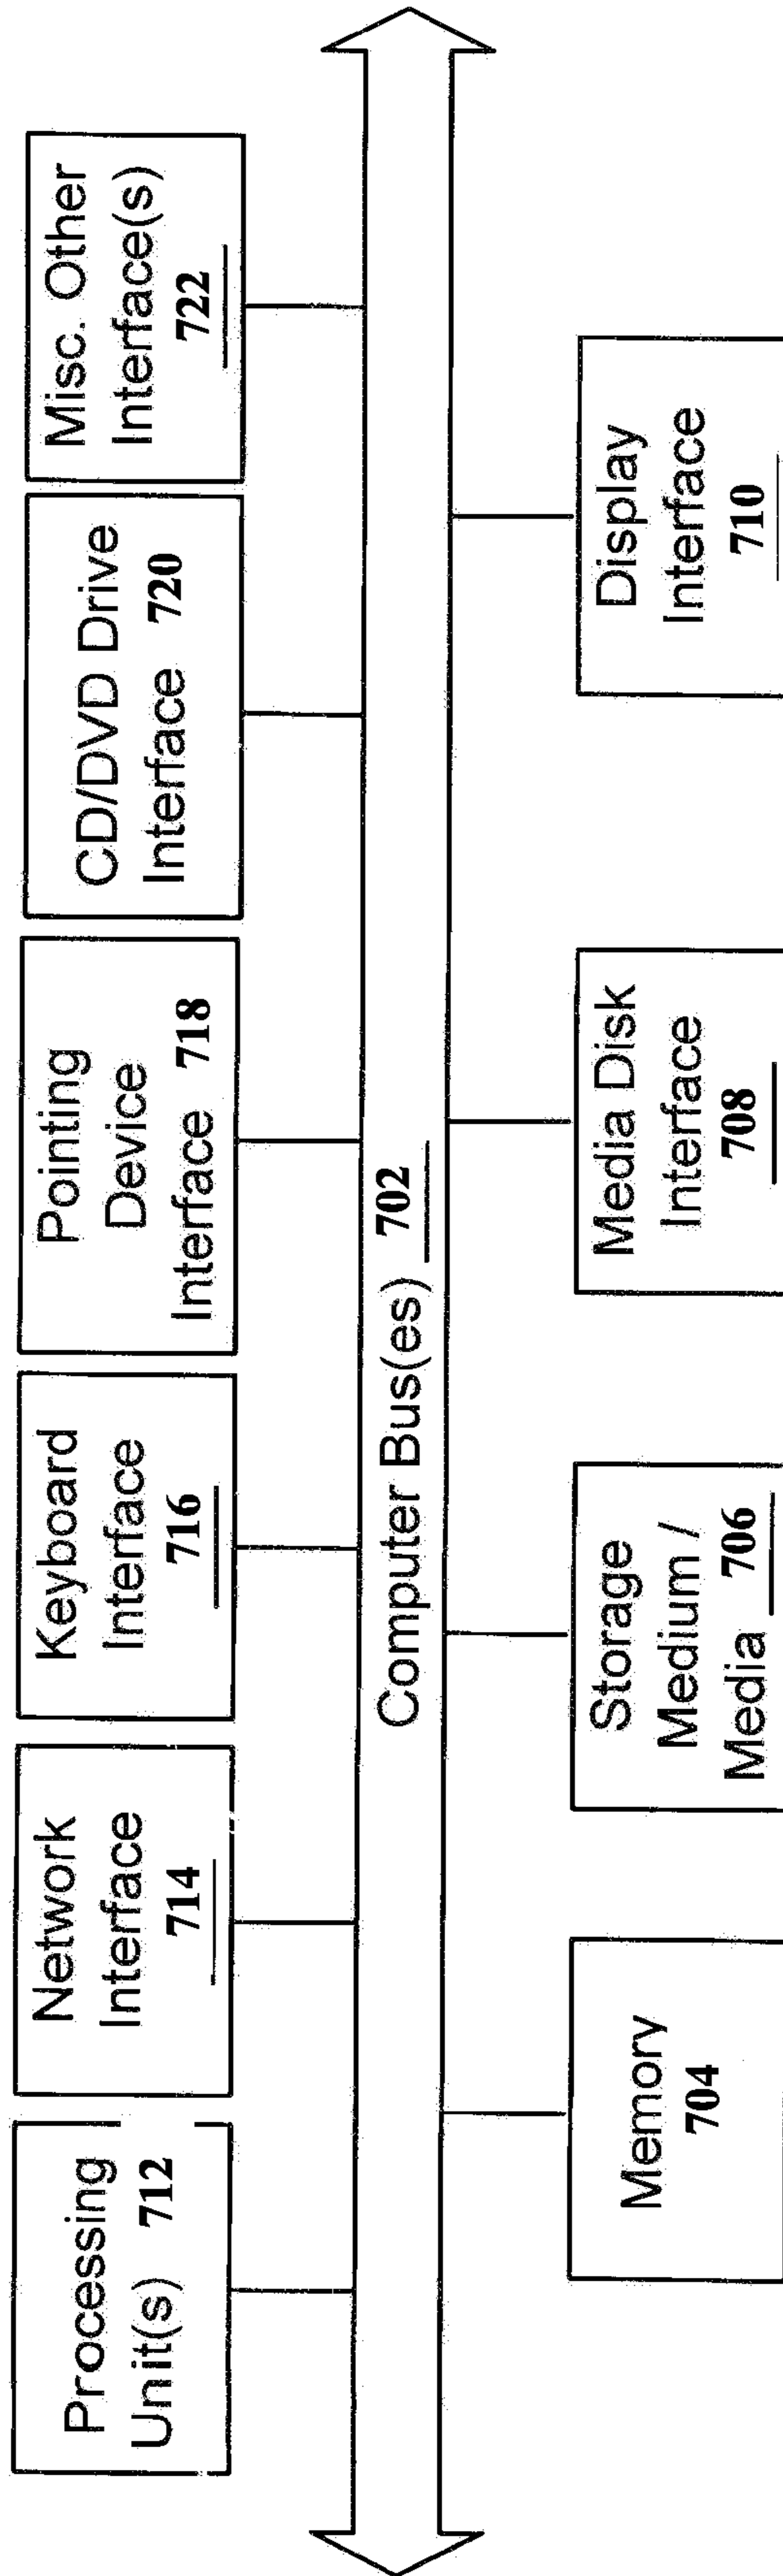 Processing
Unit(s) 712
Network
Interface
714
Keyboard
Interface
716
Pointing
Device
Interface 718
CD/DVD Drive
Interface 720
Misc. Other
Interface(s)
722
Computer Bus(es) 702
Memory
704
Storage
Medium /
Media 706
Media Disk
Interface
708
Display
Interface
710